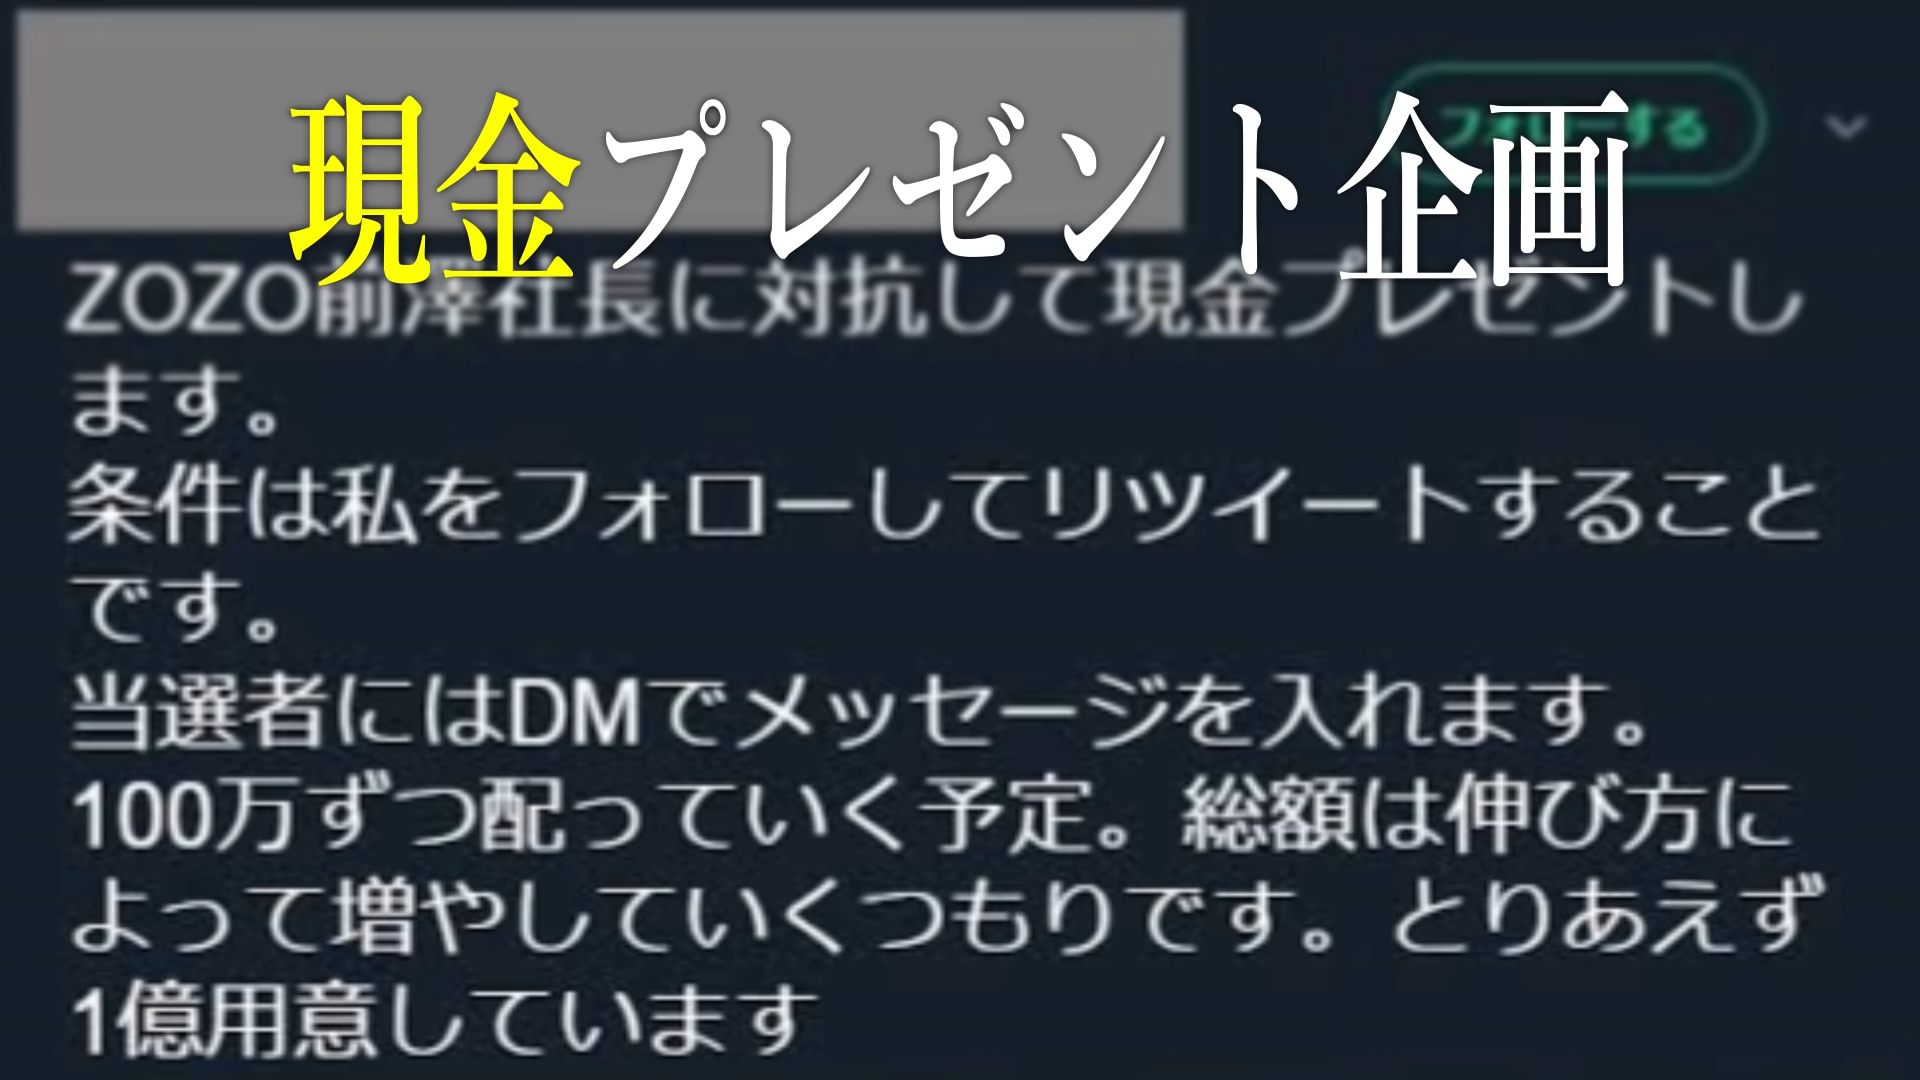 現金プレゼント企画
フォローする
ZOZO前澤社長に対抗して現金プレゼントし
ます。
条件は私をフォローしてリツイートすること
です。
当選者にはDMでメッセージを入れます。
100万ずつ配っていく予定。総額は伸び方に
よって増やしていくつもりです。とりあえず
1億用意しています